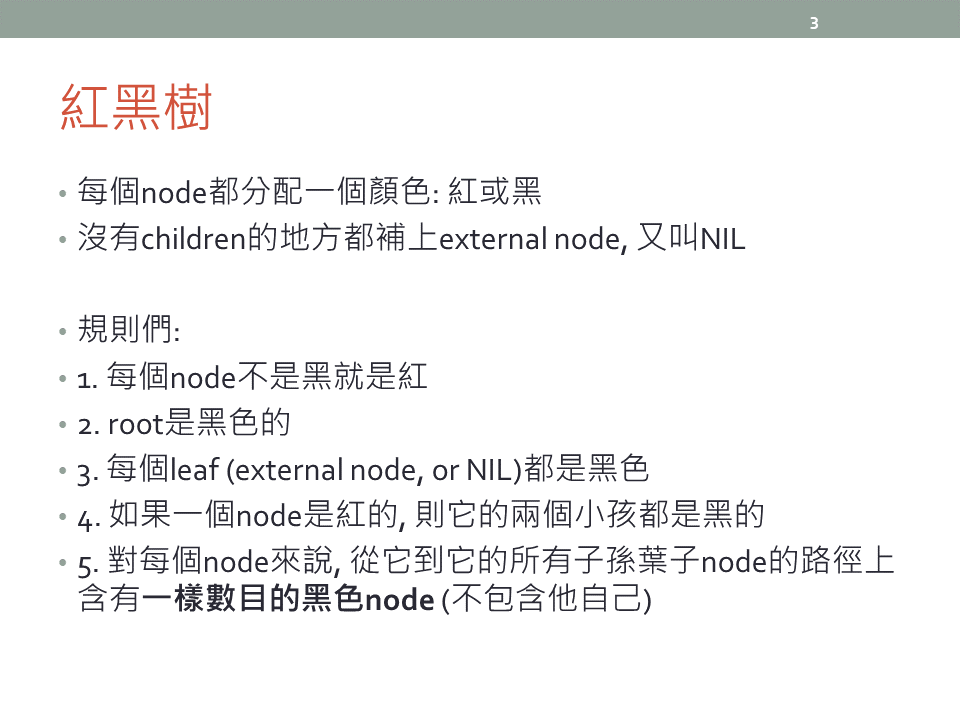 3
紅黑樹
• 每個node都分配一個顏色: 紅或黑
• 沒有children的地方都補上external node, 又叫NIL
• 規則們:
• 1. 每個node不是黑就是紅
• 2. root是黑色的
• 3. 每個leaf (external node, or NIL)都是黑色
• 4. 如果一個node是紅的, 則它的兩個小孩都是黑的
• 5. 對每個node來說, 從它到它的所有子孫葉子node的路徑上
含有一樣數目的黑色node (不包含他自己)